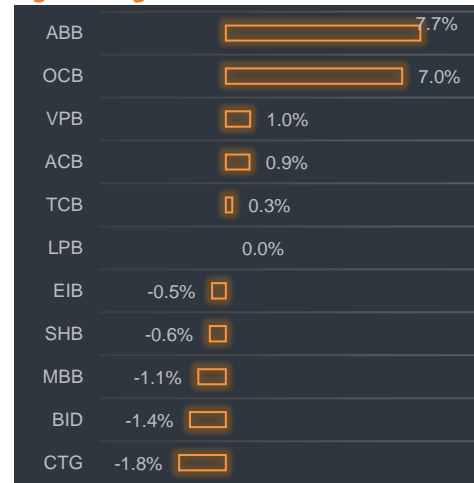 ABB 7.7%
OCB 7.0%
VPB 1.0%
ACB 0.9%
TCB 0.3%
LPB 0.0%
EIB -0.5%
SHB -0.6%
MBB -1.1%
BID -1.4%
CTG -1.8%